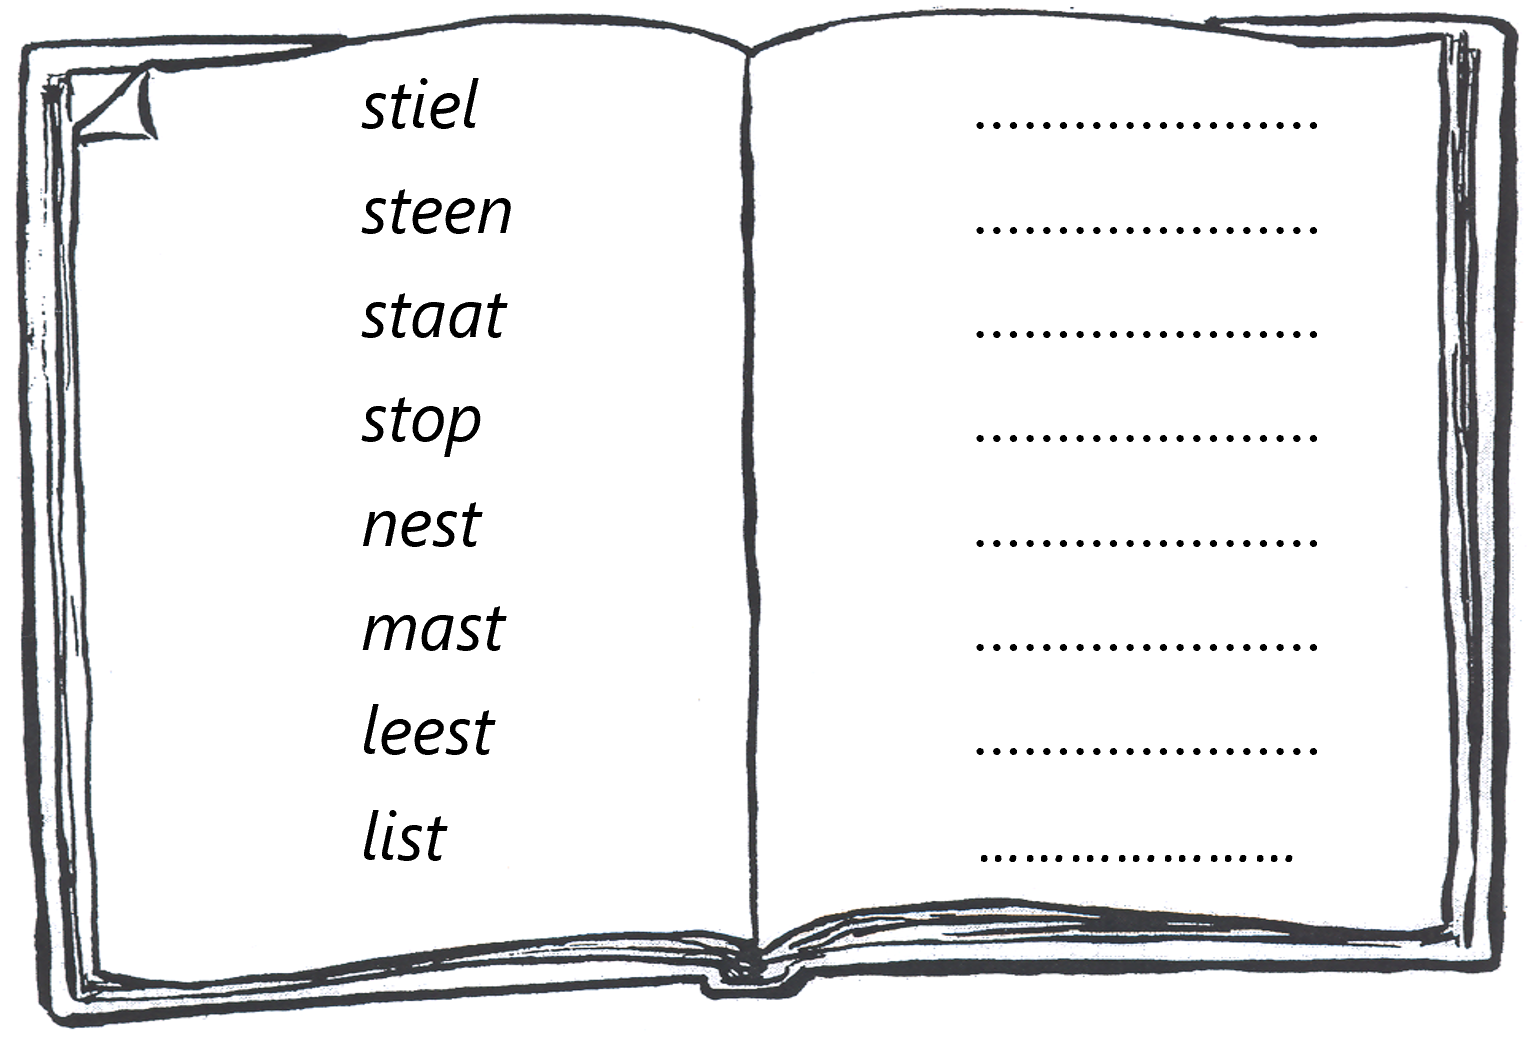 stiel .....................
steen .....................
staat .....................
stop .....................
nest .....................
mast .....................
leest .....................
list .....................